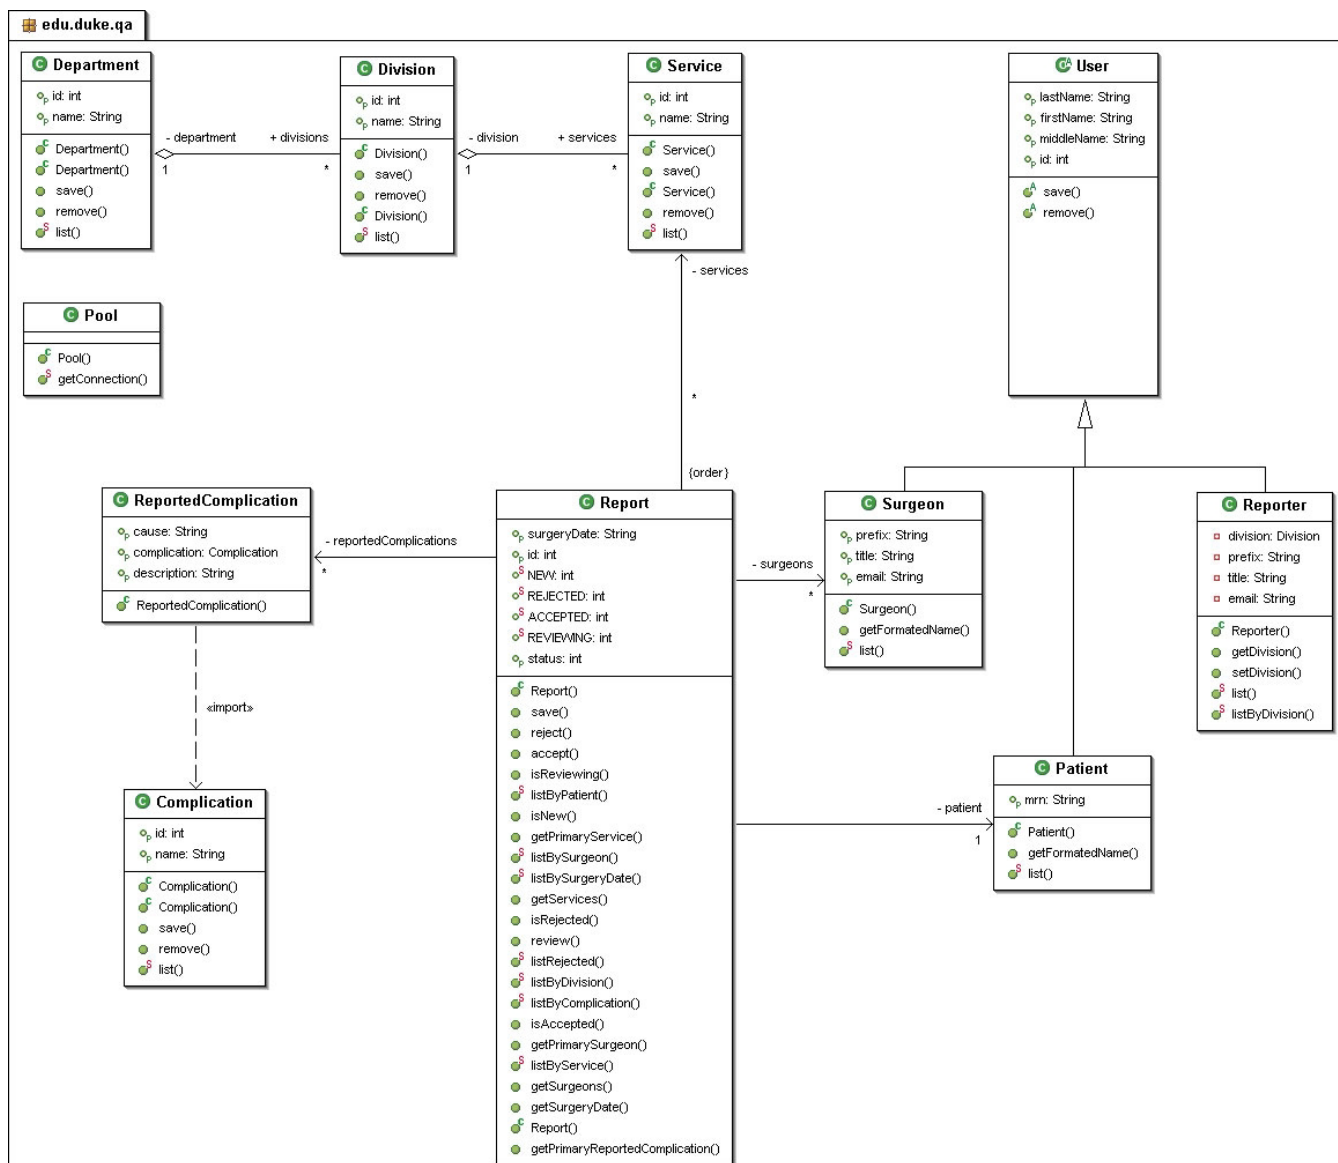 edu.duke.qa
Department
id: int
name: String
Department()
Department()
save()
remove()
list()
- department
1
+ divisions
*
Division
id: int
name: String
Division()
save()
remove()
Division()
list()
- division
1
+ services
*
Service
id: int
name: String
Service()
save()
Service()
remove()
list()
User
lastName: String
firstName: String
middleName: String
id: int
save()
remove()
Pool
Pool()
getConnection()
- services
*
{order}
ReportedComplication
cause: String
complication: Complication
description: String
ReportedComplication()
- reportedComplications
*
«import»
Complication
id: int
name: String
Complication()
Complication()
save()
remove()
list()
Report
surgeryDate: String
id: int
NEW: int
REJECTED: int
ACCEPTED: int
REVIEWING: int
status: int
Report()
save()
reject()
accept()
isReviewing()
listByPatient()
isNew()
getPrimaryService()
listBySurgeon()
listBySurgeryDate()
getServices()
isRejected()
review()
listRejected()
listByDivision()
listByComplication()
isAccepted()
getPrimarySurgeon()
listByService()
getSurgeons()
getSurgeryDate()
Report()
getPrimaryReportedComplication()
- surgeons
*
Surgeon
prefix: String
title: String
email: String
Surgeon()
getFormatedName()
list()
Reporter
division: Division
prefix: String
title: String
email: String
Reporter()
getDivision()
setDivision()
list()
listByDivision()
- patient
1
Patient
mrn: String
Patient()
getFormatedName()
list()